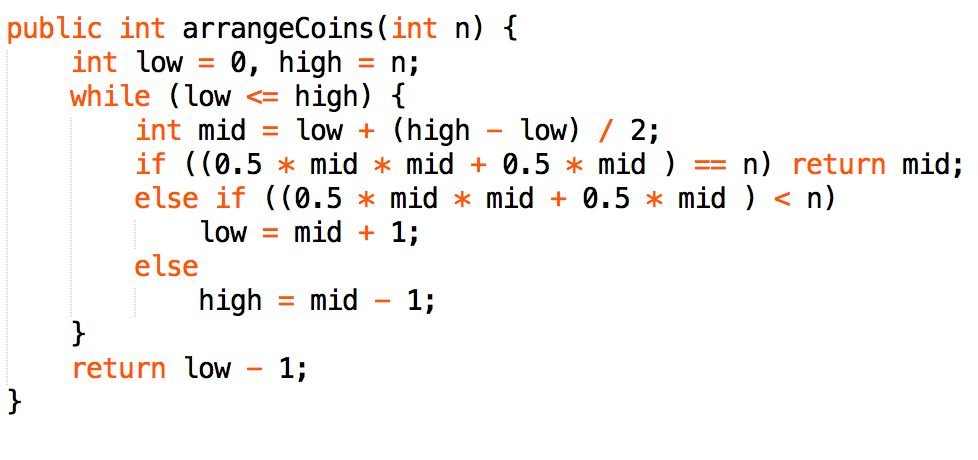 public int arrangeCoins(int n) {
    int low = 0, high = n;
    while (low <= high) {
        int mid = low + (high - low) / 2;
        if ((0.5 * mid * mid + 0.5 * mid ) == n) return mid;
        else if ((0.5 * mid * mid + 0.5 * mid ) < n)
            low = mid + 1;
        else
            high = mid - 1;
    }
    return low - 1;
}